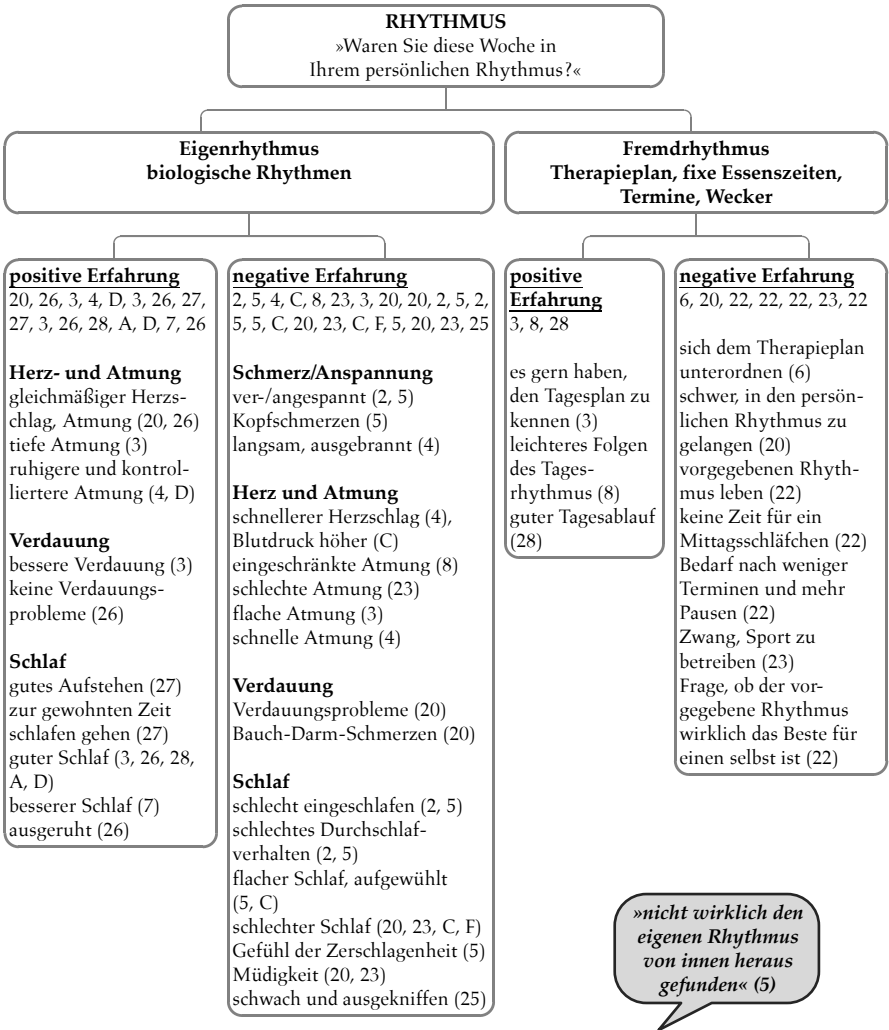 RHYTHMUS
»Waren Sie diese Woche in
Ihrem persönlichen Rhythmus?«
Eigenrhythmus
biologische Rhythmen
Fremdrhythmus
Therapieplan, fixe Essenszeiten,
Termine, Wecker
positive Erfahrung
20, 26, 3, 4, D, 3, 26, 27,
27, 3, 26, 28, A, D, 7, 26
Herz- und Atmung
gleichmäßiger Herzs-
chlag, Atmung (20, 26)
tiefe Atmung (3)
ruhigere und kontrol-
liertere Atmung (4, D)
Verdauung
bessere Verdauung (3)
keine Verdauungs-
probleme (26)
Schlaf
gutes Aufstehen (27)
zur gewohnten Zeit
schlafen gehen (27)
guter Schlaf (3, 26, 28,
A, D)
besserer Schlaf (7)
ausgeruht (26)
negative Erfahrung
2, 5, 4, C, 8, 23, 3, 20, 20, 2, 5, 2,
5, 5, C, 20, 23, C, F, 5, 20, 23, 25
Schmerz/Anspannung
ver-/angespannt (2, 5)
Kopfschmerzen (5)
langsam, ausgebrannt (4)
Herz und Atmung
schnellerer Herzschlag (4),
Blutdruck höher (C)
eingeschränkte Atmung (8)
schlechte Atmung (23)
flache Atmung (3)
schnelle Atmung (4)
Verdauung
Verdauungsprobleme (20)
Bauch-Darm-Schmerzen (20)
Schlaf
schlecht eingeschlafen (2, 5)
schlechtes Durchschlaf-
verhalten (2, 5)
flacher Schlaf, aufgewühlt
(5, C)
schlechter Schlaf (20, 23, C, F)
Gefühl der Zerschlagenheit (5)
Müdigkeit (20, 23)
schwach und ausgekniffen (25)
positive
Erfahrung
3, 8, 28
es gern haben,
den Tagesplan zu
kennen (3)
leichteres Folgen
des Tages-
rhythmus (8)
guter Tagesablauf
(28)
negative Erfahrung
6, 20, 22, 22, 22, 23, 22
sich dem Therapieplan
unterordnen (6)
schwer, in den persön-
lichen Rhythmus zu
gelangen (20)
vorgegebenen Rhyth-
mus leben (22)
keine Zeit für ein
Mittagsschläfchen (22)
Bedarf nach weniger
Terminen und mehr
Pausen (22)
Zwang, Sport zu
betreiben (23)
Frage, ob der vor-
gegebene Rhythmus
wirklich das Beste für
einen selbst ist (22)
»nicht wirklich den
eigenen Rhythmus
von innen heraus
gefunden« (5)